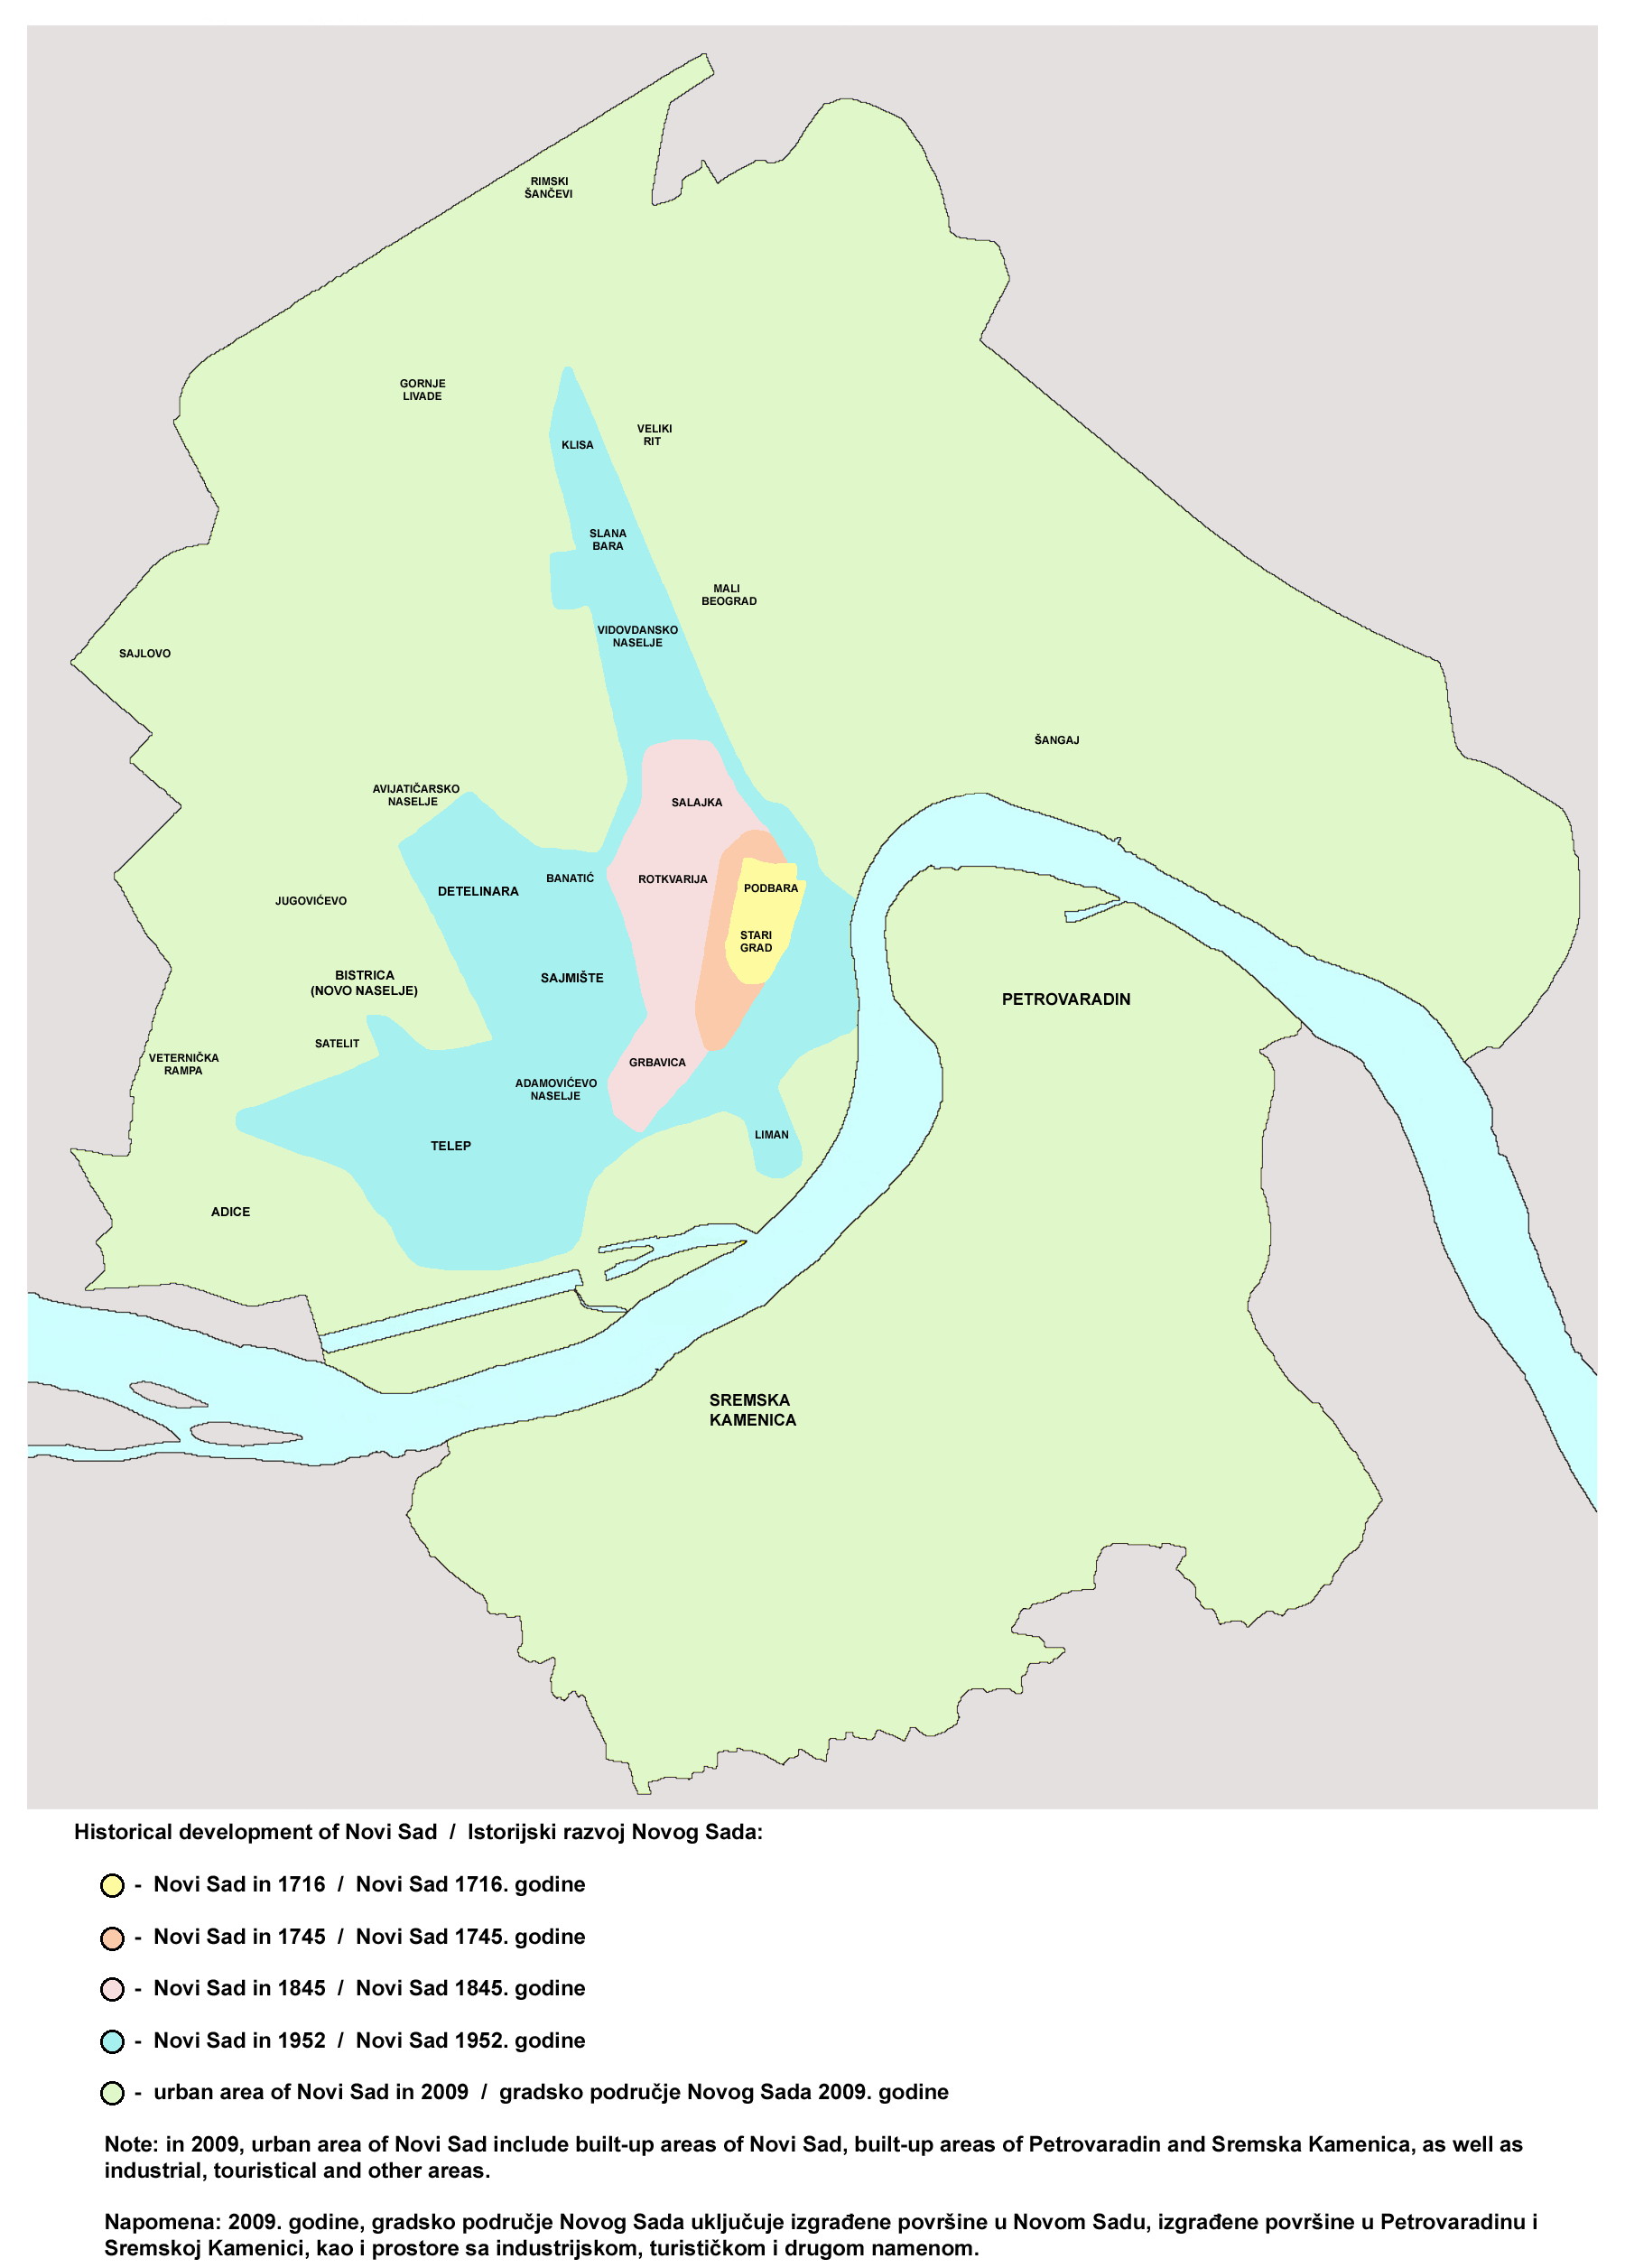 RIMSKI
ŠANČEVI
GORNJE
LIVADE
VELIKI
RIT
KLISA
SLANA
BARA
MALI
BEOGRAD
VIDOVDANSKO
NASELJE
SAJLOVO
ŠANGAJ
AVIJATIČARSKO
NASELJE
SALAJKA
BANATIĆ
ROTKVARIJA
DETELINARA
PODBARA
JUGOVIĆEVO
STARI
GRAD
BISTRICA
(NOVO NASELJE)
SAJMIŠTE
PETROVARADIN
SATELIT
VETERNIČKA
RAMPA
GRBAVICA
ADAMOVIĆEVO
NASELJE
LIMAN
TELEP
ADICE
SREMSKA
KAMENICA
Historical development of Novi Sad / Istorijski razvoj Novog Sada:
- Novi Sad in 1716 / Novi Sad 1716. godine
- Novi Sad in 1745 / Novi Sad 1745. godine
- Novi Sad in 1845 / Novi Sad 1845. godine
- Novi Sad in 1952 / Novi Sad 1952. godine
- urban area of Novi Sad in 2009 / gradsko područje Novog Sada 2009. godine
Note: in 2009, urban area of Novi Sad include built-up areas of Novi Sad, built-up areas of Petrovaradin and Sremska Kamenica, as well as
industrial, touristical and other areas.
Napomena: 2009. godine, gradsko područje Novog Sada uključuje izgrađene površine u Novom Sadu, izgrađene površine u Petrovaradinu i
Sremskoj Kamenici, kao i prostore sa industrijskom, turističkom i drugom namenom.